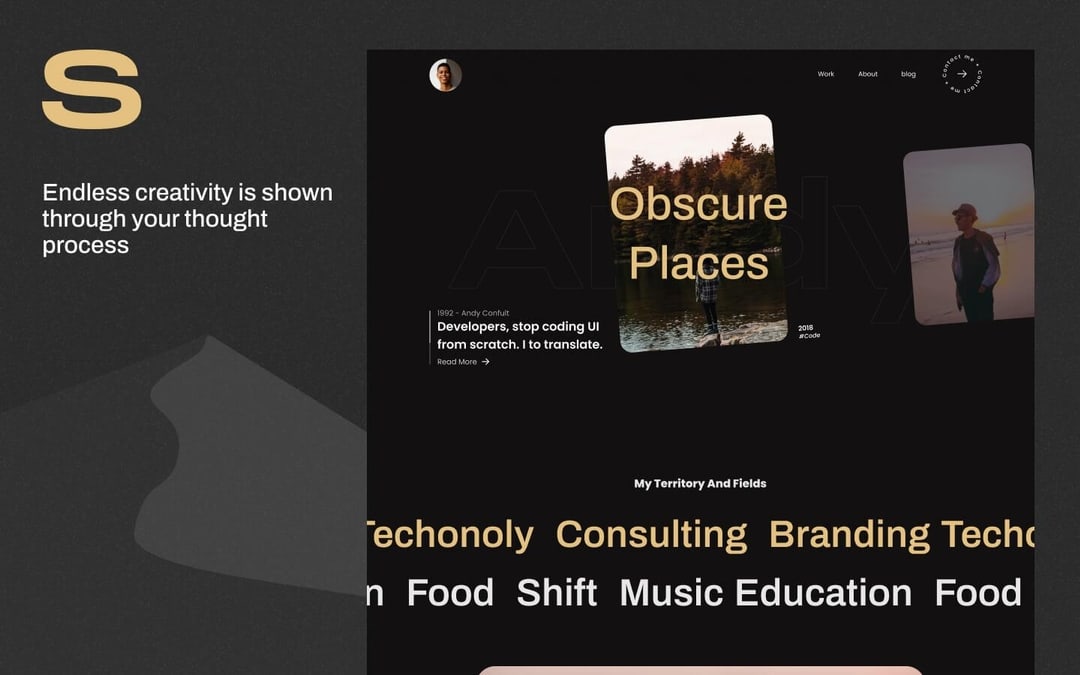 S
Endless creativity is shown
through your thought
process
Work
About
blog
Contact me • Contact me •
Andy
Obscure
Places
1992 - Andy Confult
Developers, stop coding UI
from scratch. I to translate.
Read More
2018
#Code
My Territory And Fields
Techonoly Consulting Branding Techo
n Food Shift Music Education Food